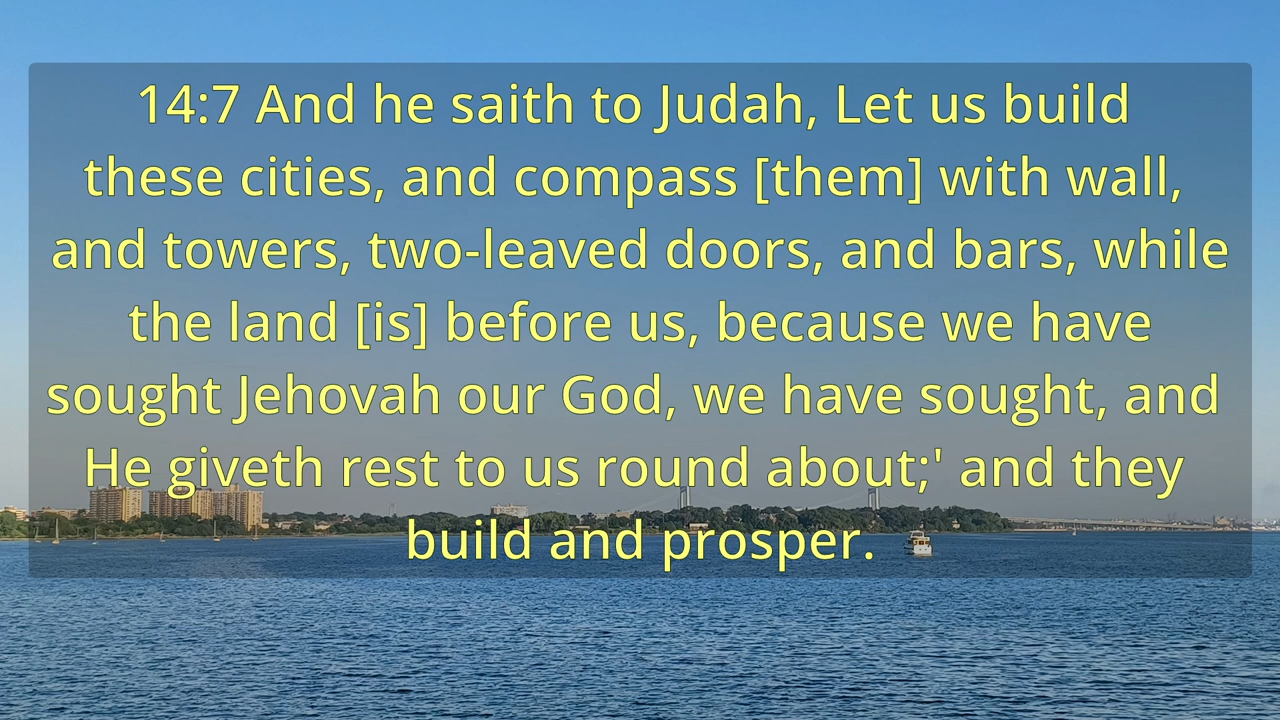 14:7 And he saith to Judah, Let us build
these cities, and compass [them] with wall,
and towers, two-leaved doors, and bars, while
the land [is] before us, because we have
sought Jehovah our God, we have sought, and
He giveth rest to us round about;' and they
build and prosper.